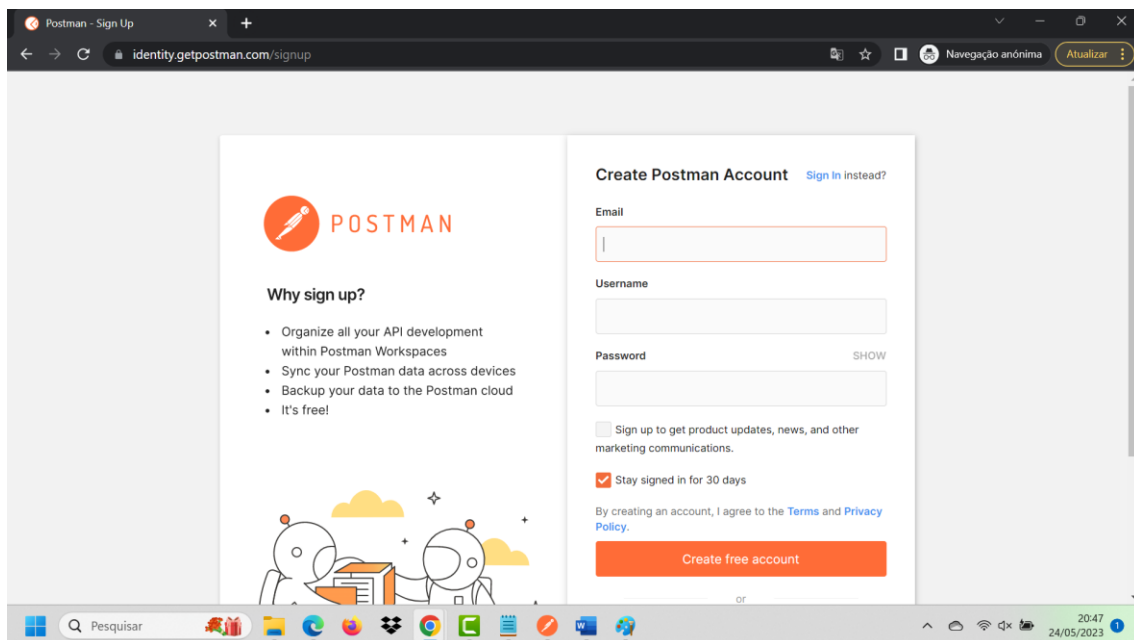 Postman - Sign Up
identity.getpostman.com/signup
Navegação anónima
Atualizar
POSTMAN
Why sign up?
• Organize all your API development
within Postman Workspaces
• Sync your Postman data across devices
• Backup your data to the Postman cloud
• It's free!
Create Postman Account Sign In instead?
Email
Username
Password SHOW
Sign up to get product updates, news, and other
marketing communications.
Stay signed in for 30 days
By creating an account, I agree to the Terms and Privacy
Policy.
Create free account
or
Pesquisar
20:47
24/05/2023
1